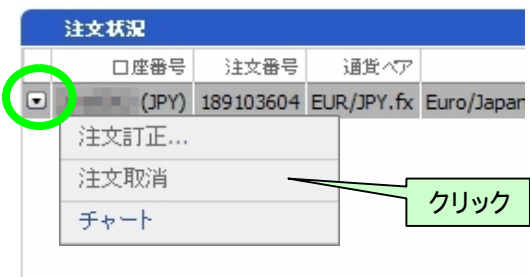 注文状況
口座番号 注文番号 通貨ペア
(JPY) 189103604 EUR/JPY.fx Euro/Japan
注文訂正...
注文取消
チャート
クリック